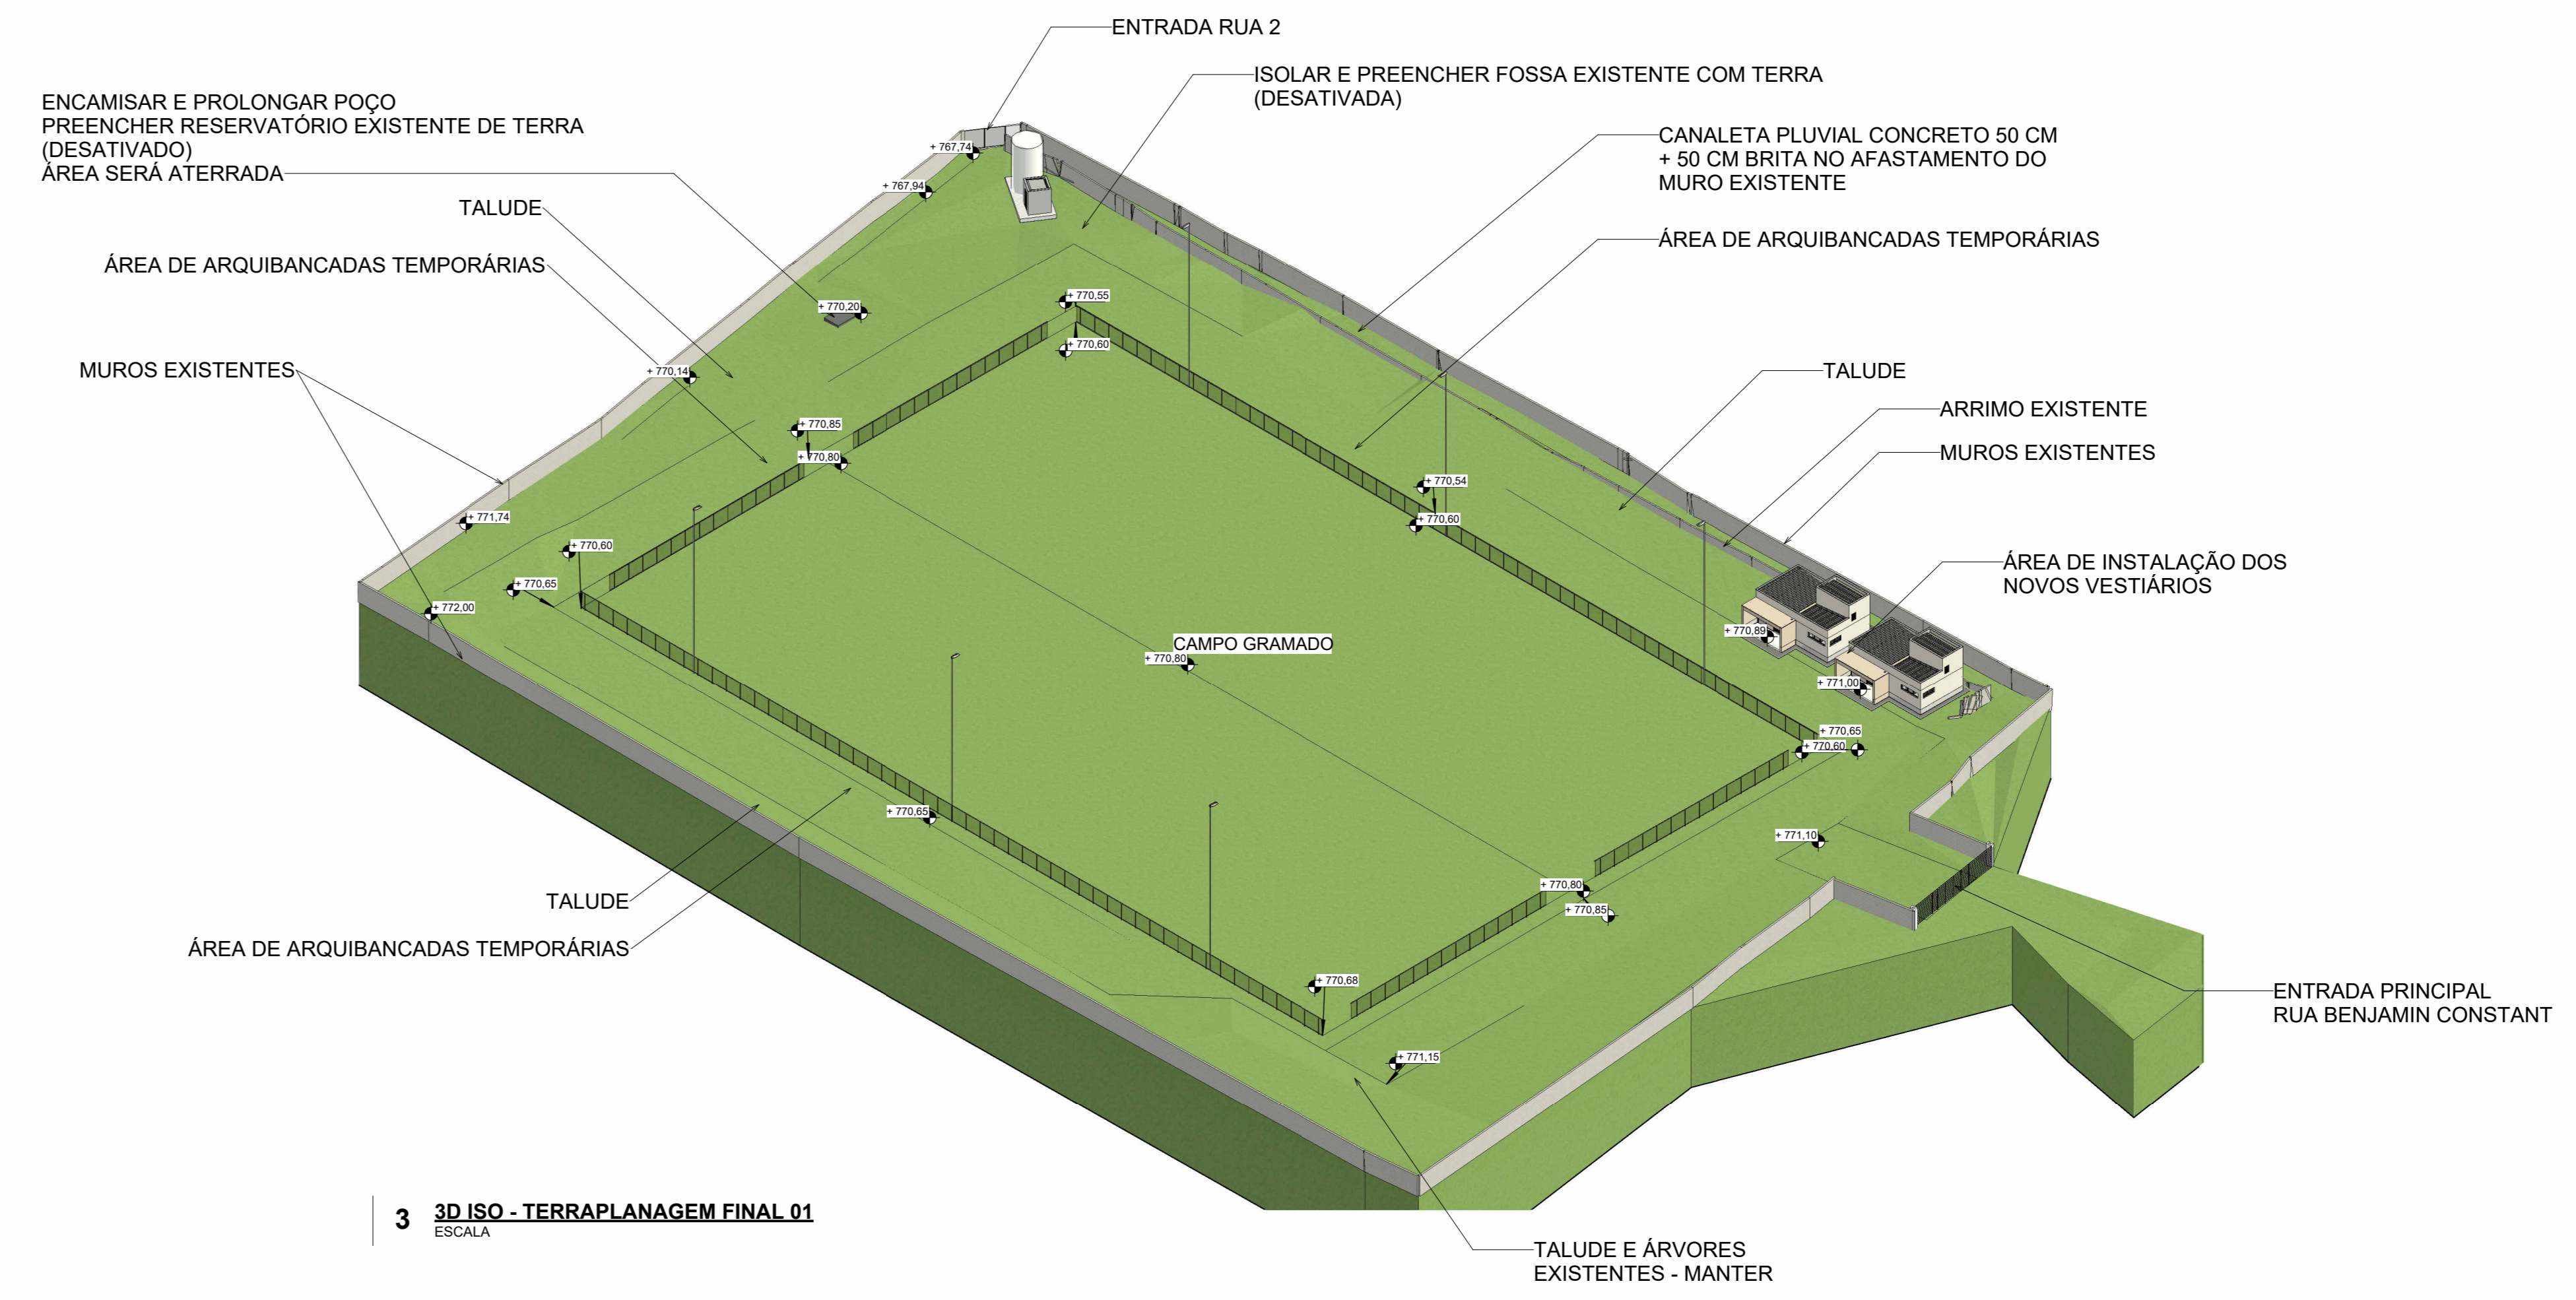 ENTRADA RUA 2
ISOLAR E PREENCHER FOSSA EXISTENTE COM TERRA
(DESATIVADA)
ENCAMISAR E PROLONGAR POÇO
PREENCHER RESERVATÓRIO EXISTENTE DE TERRA
(DESATIVADO)
ÁREA SERÁ ATERRADA
CANALETA PLUVIAL CONCRETO 50 CM
+ 50 CM BRITA NO AFASTAMENTO DO
MURO EXISTENTE
+ 767,74
+ 767,94
TALUDE
ÁREA DE ARQUIBANCADAS TEMPORÁRIAS
ÁREA DE ARQUIBANCADAS TEMPORÁRIAS
+ 770,55
+ 770,20
+ 770,60
MUROS EXISTENTES
+ 770,14
TALUDE
ARRIMO EXISTENTE
+ 770,85
+ 770,80
MUROS EXISTENTES
+ 770,54
+ 770,60
+ 771,74
+ 770,60
ÁREA DE INSTALAÇÃO DOS
NOVOS VESTIÁRIOS
+ 770,65
+ 772,00
+ 770,89
CAMPO GRAMADO
+ 770,80
+ 771,00
+ 770,65
+ 770,60
+ 770,65
+ 771,10
TALUDE
+ 770,80
+ 770,85
ÁREA DE ARQUIBANCADAS TEMPORÁRIAS
+ 770,68
ENTRADA PRINCIPAL
RUA BENJAMIN CONSTANT
+ 771,15
3 3D ISO - TERRAPLANAGEM FINAL 01
ESCALA
TALUDE E ÁRVORES
EXISTENTES - MANTER